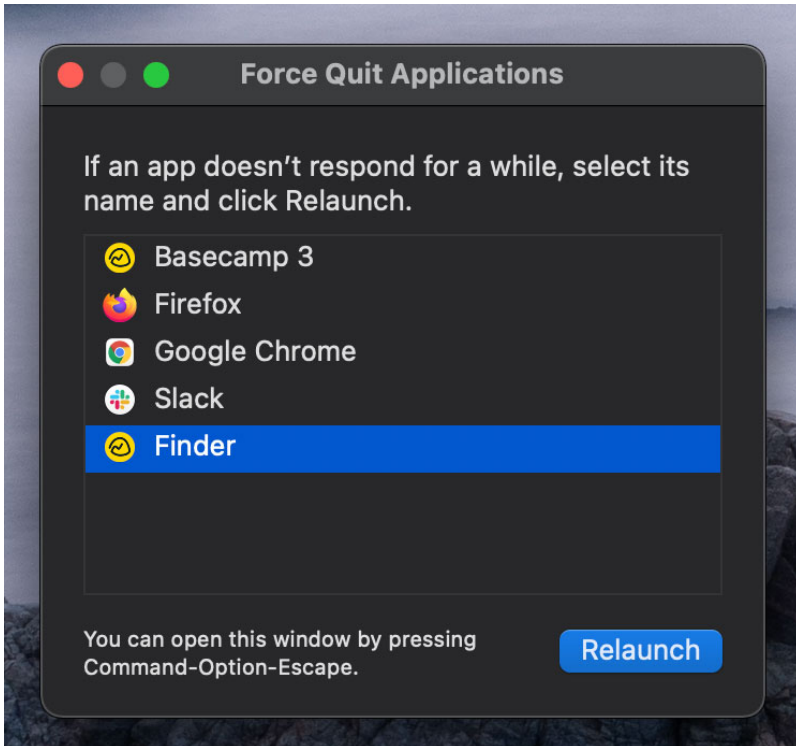 Force Quit Applications
If an app doesn’t respond for a while, select its
name and click Relaunch.
Basecamp 3
Firefox
Google Chrome
Slack
Finder
You can open this window by pressing
Command-Option-Escape.
Relaunch